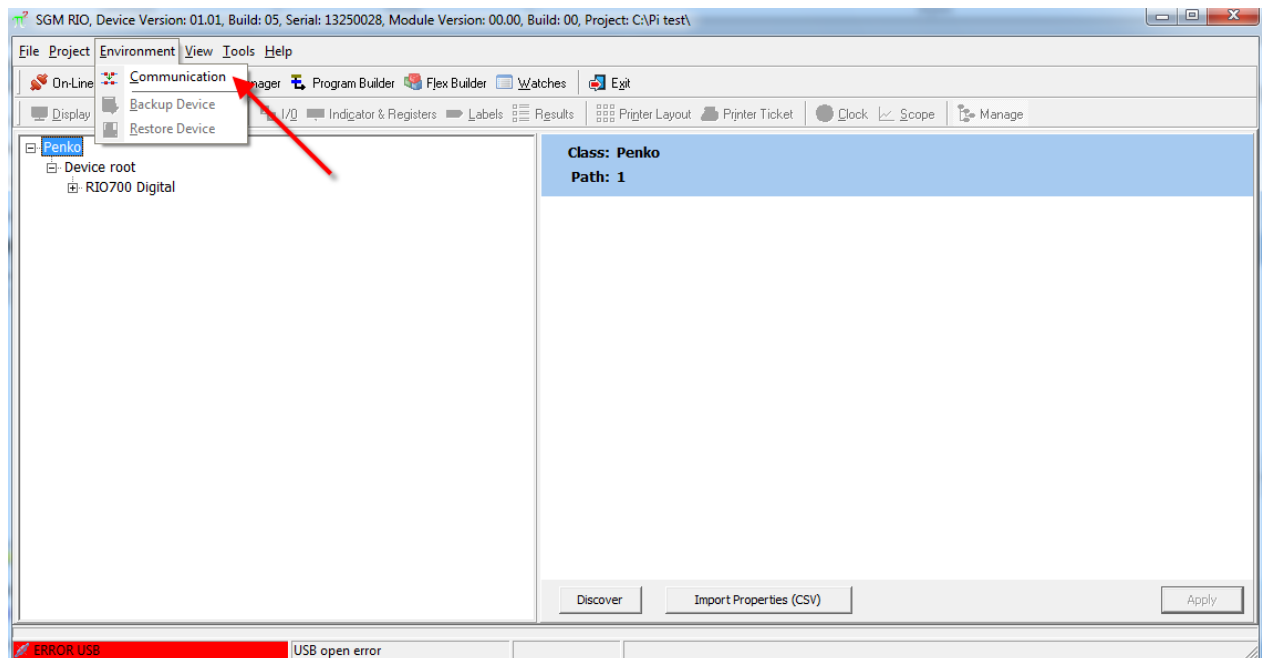 SGM RIO, Device Version: 01.01, Build: 05, Serial: 13250028, Module Version: 00.00, Build: 00, Project: C:\Pi test\
File Project Environment View Tools Help
On-Line Communication nager Program Builder Flex Builder Watches Exit
Backup Device
Display I/O Indicator & Registers Labels Results Printer Layout Printer Ticket Clock Scope Manage
Restore Device
Penko
Device root
RIO700 Digital
Class: Penko
Path: 1
Discover Import Properties (CSV) Apply
ERROR USB USB open error